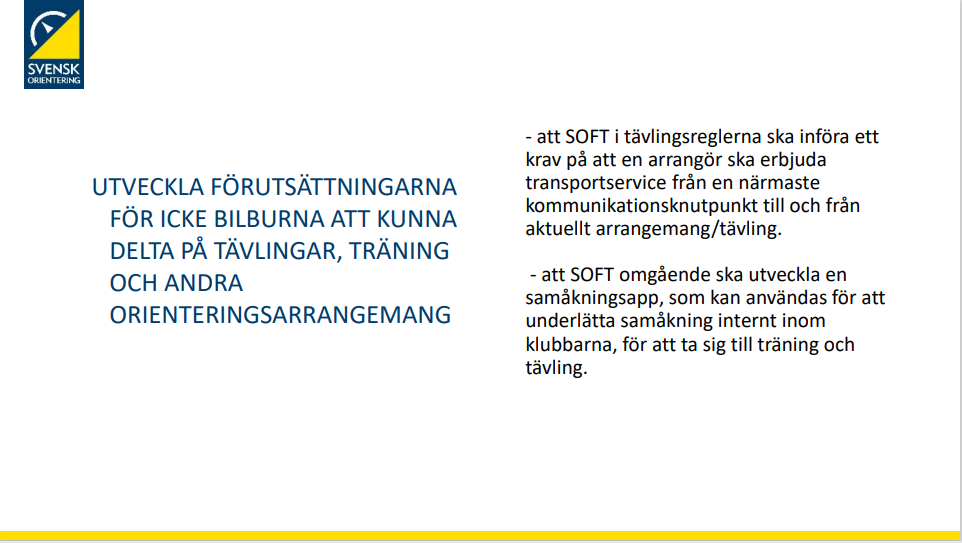 SVENSK
ORIENTERING
UTVECKLA FÖRUTSÄTTNINGARNA
FÖR ICKE BILBURNA ATT KUNNA
DELTA PÅ TÄVLINGAR, TRÄNING
OCH ANDRA
ORIENTERINGSARRANGEMANG
- att SOFT i tävlingsreglerna ska införa ett
krav på att en arrangör ska erbjuda
transportservice från en närmaste
kommunikationsknutpunkt till och från
aktuellt arrangemang/tävling.
- att SOFT omgående ska utveckla en
samåkningsapp, som kan användas för att
underlätta samåkning internt inom
klubbarna, för att ta sig till träning och
tävling.